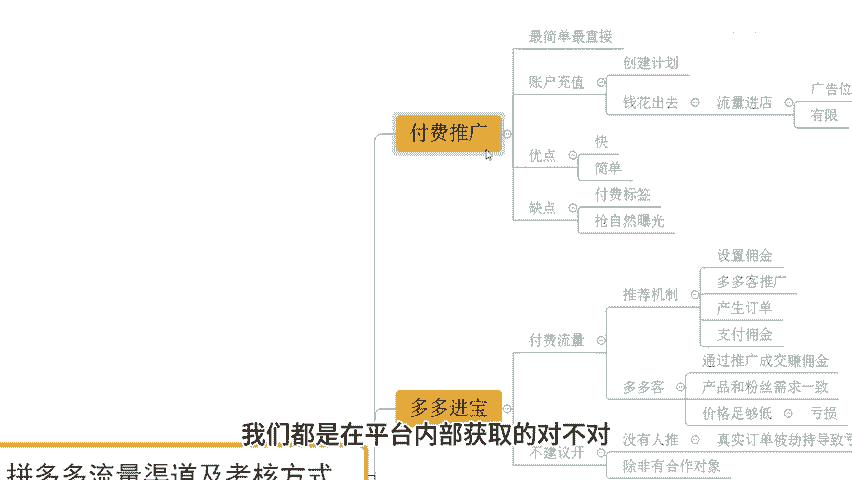 最简单最直接
账户充值
创建计划
钱花出去
流量进店
广告位
有限
付费推广
优点
快
简单
缺点
付费标签
抢自然曝光
多多进宝
付费流量
推荐机制
设置佣金
多多客推广
产生订单
支付佣金
多多客
通过推广成交赚佣金
产品和粉丝需求一致
价格足够低
亏损
不建议开
没有人推
真实订单被劫持导致亏
除非有合作对象
我们都是在平台内部获取的对不对
拼多多流量渠道及考核方式